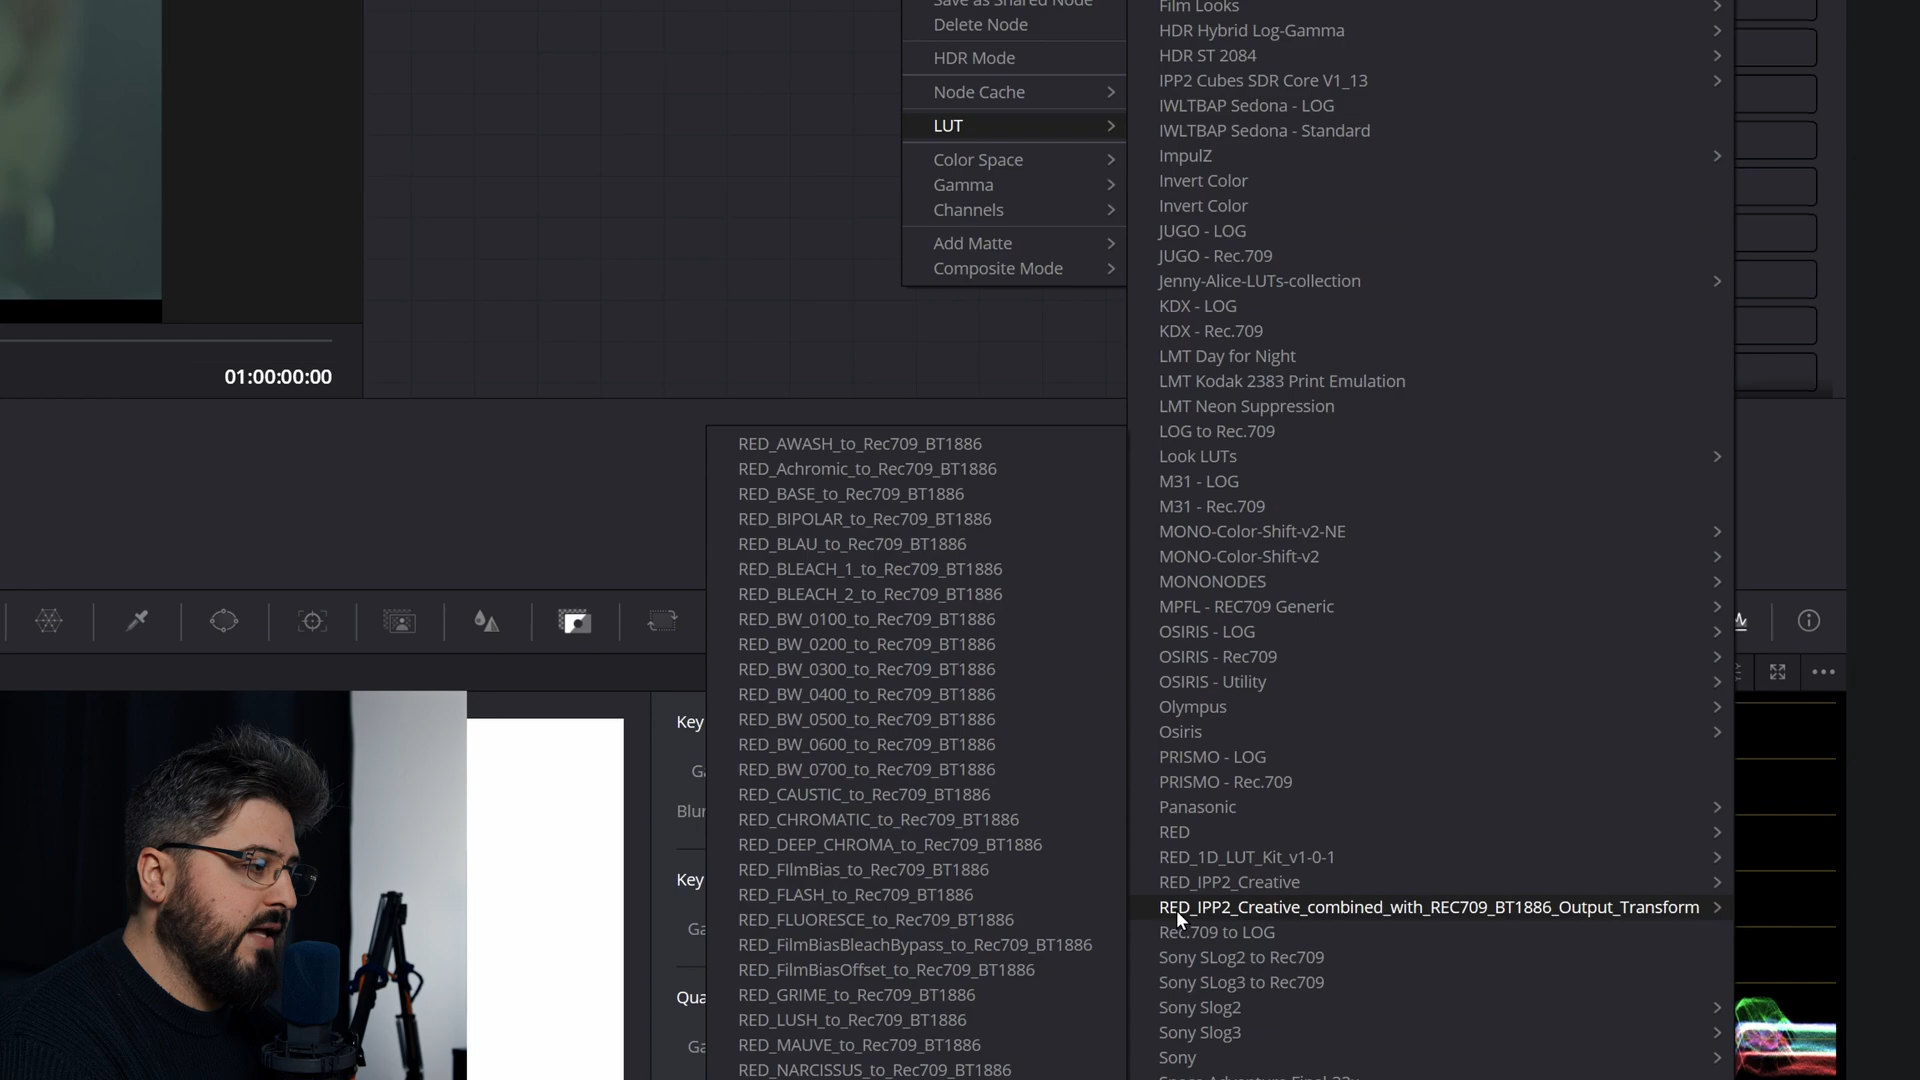 Save as Shared Node
Delete Node
HDR Mode
Node Cache
LUT
Color Space
Gamma
Channels
Add Matte
Composite Mode
Film Looks
HDR Hybrid Log-Gamma
HDR ST 2084
IPP2 Cubes SDR Core V1_13
IWLTBAP Sedona - LOG
IWLTBAP Sedona - Standard
ImpulZ
Invert Color
Invert Color
JUGO - LOG
JUGO - Rec.709
Jenny-Alice-LUTs-collection
KDX - LOG
KDX - Rec.709
LMT Day for Night
LMT Kodak 2383 Print Emulation
LMT Neon Suppression
LOG to Rec.709
Look LUTs
M31 - LOG
M31 - Rec.709
MONO-Color-Shift-v2-NE
MONO-Color-Shift-v2
MONONODES
MPFL - REC709 Generic
OSIRIS - LOG
OSIRIS - Rec709
OSIRIS - Utility
Olympus
Osiris
PRISMO - LOG
PRISMO - Rec.709
Panasonic
RED
RED_1D_LUT_Kit_v1-0-1
RED_IPP2_Creative
RED_IPP2_Creative_combined_with_REC709_BT1886_Output_Transform
Rec.709 to LOG
Sony SLog2 to Rec709
Sony SLog3 to Rec709
Sony Slog2
Sony Slog3
Sony
01:00:00:00
RED_AWASH_to_Rec709_BT1886
RED_Achromic_to_Rec709_BT1886
RED_BASE_to_Rec709_BT1886
RED_BIPOLAR_to_Rec709_BT1886
RED_BLAU_to_Rec709_BT1886
RED_BLEACH_1_to_Rec709_BT1886
RED_BLEACH_2_to_Rec709_BT1886
RED_BW_0100_to_Rec709_BT1886
RED_BW_0200_to_Rec709_BT1886
RED_BW_0300_to_Rec709_BT1886
RED_BW_0400_to_Rec709_BT1886
RED_BW_0500_to_Rec709_BT1886
RED_BW_0600_to_Rec709_BT1886
RED_BW_0700_to_Rec709_BT1886
RED_CAUSTIC_to_Rec709_BT1886
RED_CHROMATIC_to_Rec709_BT1886
RED_DEEP_CHROMA_to_Rec709_BT1886
RED_FIlmBias_to_Rec709_BT1886
RED_FLASH_to_Rec709_BT1886
RED_FLUORESCE_to_Rec709_BT1886
RED_FilmBiasBleachBypass_to_Rec709_BT1886
RED_FilmBiasOffset_to_Rec709_BT1886
RED_GRIME_to_Rec709_BT1886
RED_LUSH_to_Rec709_BT1886
RED_MAUVE_to_Rec709_BT1886
RED_NARCISSUS_to_Rec709_BT1886
Key
Ga
Blur
Key
Ga
Qua
Ga